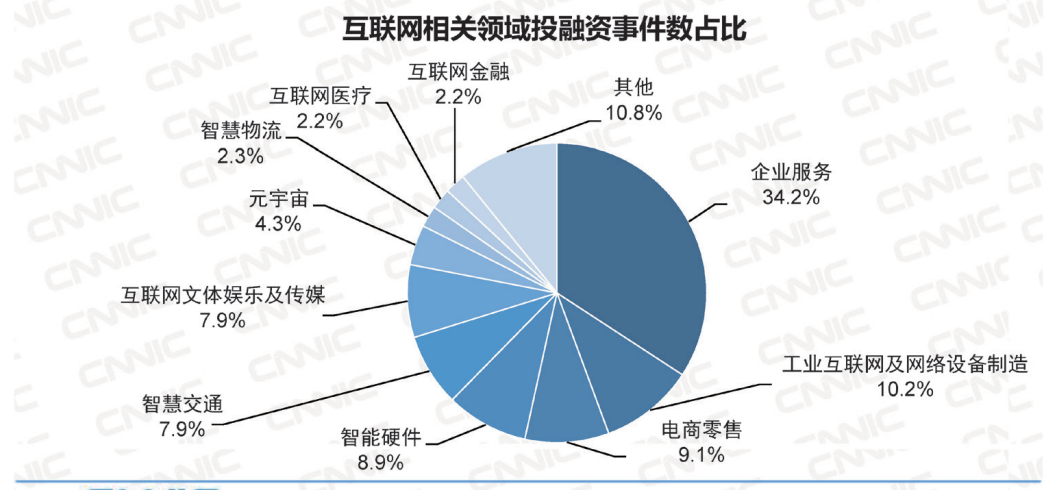 互联网相关领域投融资事件数占比
互联网金融
2.2%
其他
10.8%
互联网医疗
2.2%
智慧物流
2.3%
企业服务
34.2%
元宇宙
4.3%
互联网文体娱乐及传媒
7.9%
工业互联网及网络设备制造
10.2%
智慧交通
7.9%
智能硬件
8.9%
电商零售
9.1%
CNNIC